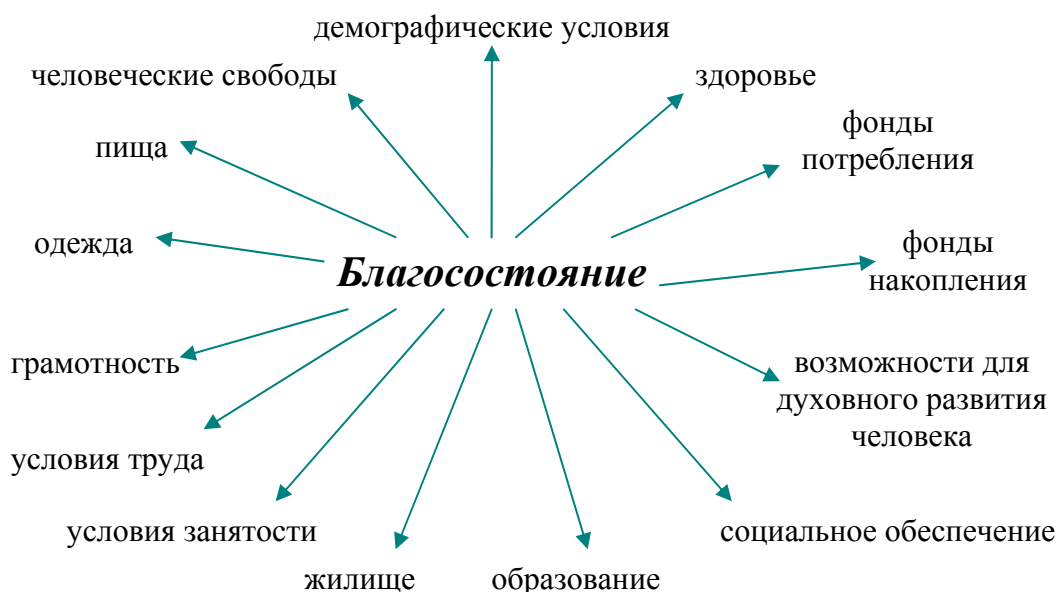 демографические условия
человеческие свободы
здоровье
фонды
потребления
пища
одежда
фонды
накопления
Благосостояние
грамотность
возможности для
духовного развития
человека
условия труда
условия занятости
социальное обеспечение
жилище
образование